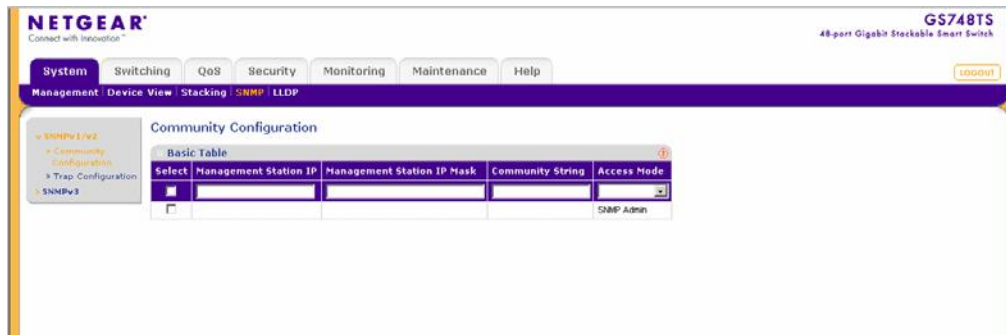 NETGEAR®
Connect with Innovation™
GS748TS
48-port Gigabit Stackable Smart Switch
System Switching QoS Security Monitoring Maintenance Help
LOGOUT
Management Device View Stacking SNMP LLDP
SNMPv1/v2
Community Configuration
Trap Configuration
SNMPv3
Community Configuration
Basic Table
Select Management Station IP Management Station IP Mask Community String Access Mode
SNMP Admin